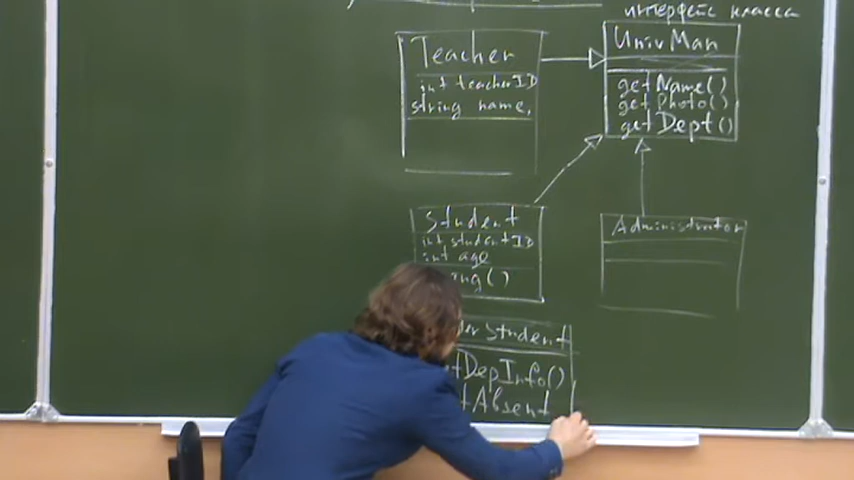 интерфейс класса
UnivMan
getName()
getPhoto()
getDept()
Teacher
int teacherID
string name,
Student
int studentID
int age
Administrator
Student
DepInfo()
Absent